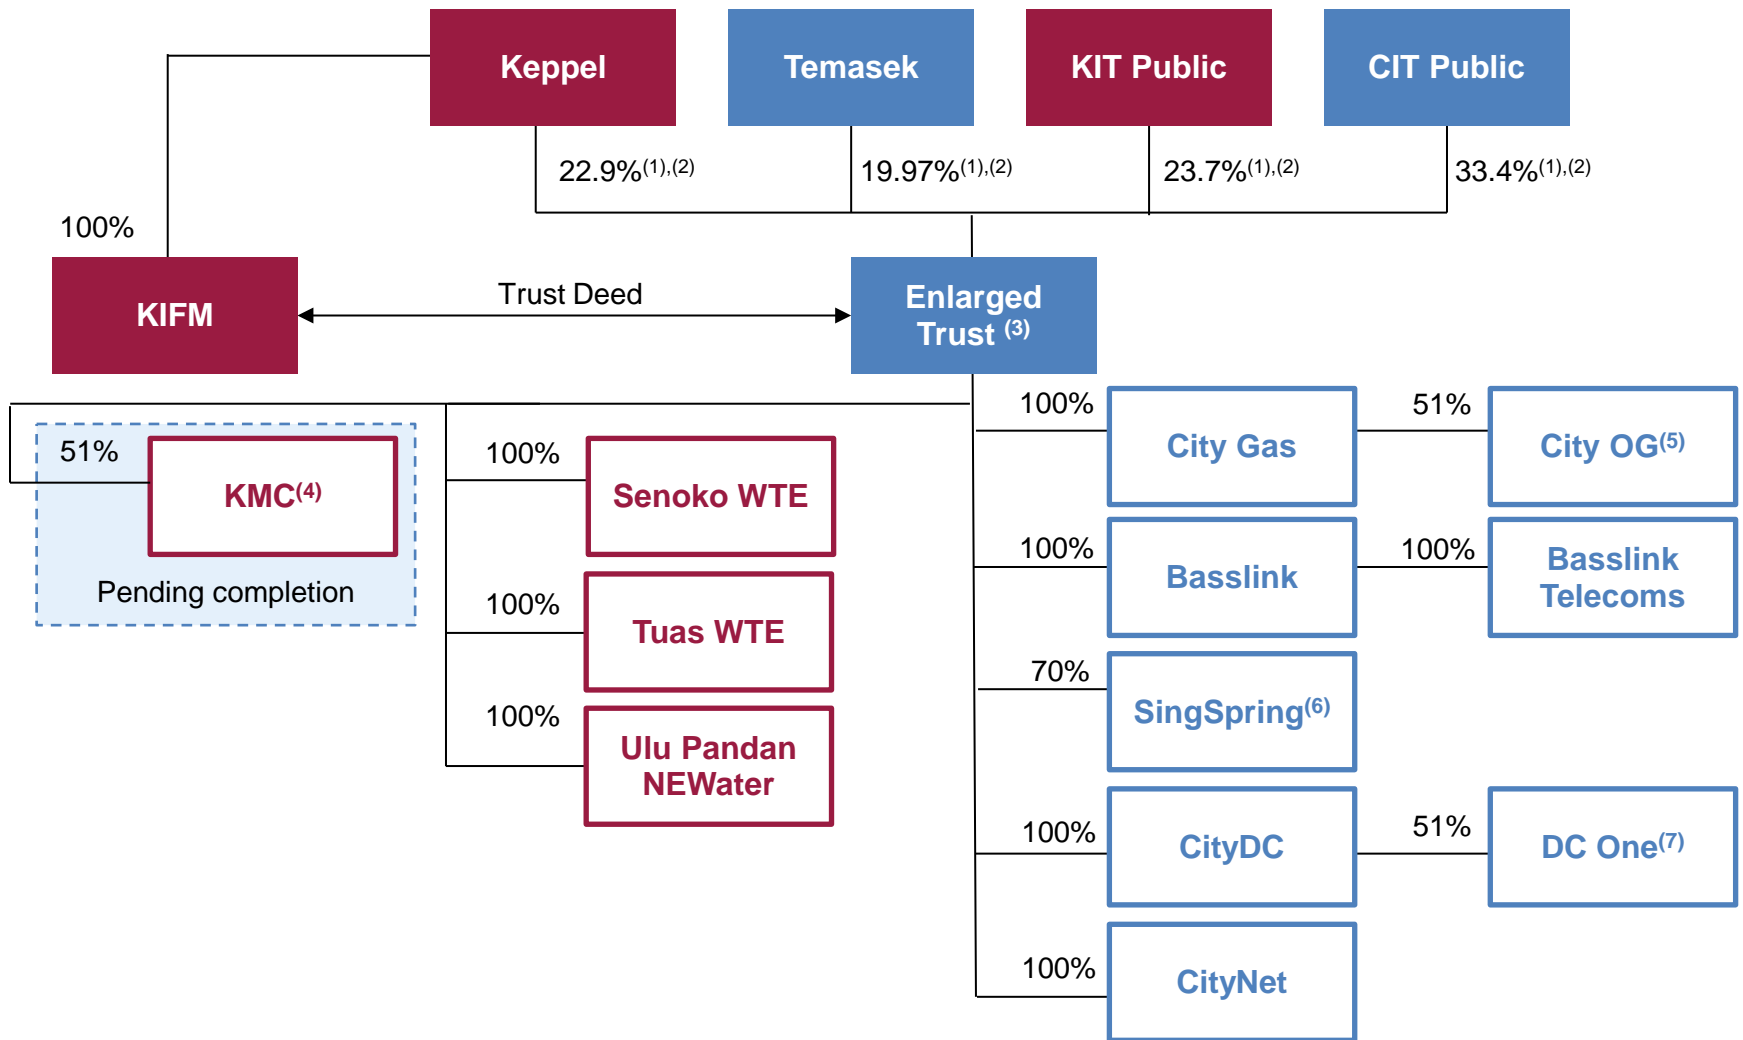 Keppel
Temasek
KIT Public
CIT Public
22.9%(1),(2)
19.97%(1),(2)
23.7%(1),(2)
33.4%(1),(2)
100%
KIFM
Trust Deed
Enlarged
Trust (3)
51%
KMC(4)
Pending completion
100%
Senoko WTE
100%
Tuas WTE
100%
Ulu Pandan
NEWater
100%
City Gas
51%
City OG(5)
100%
Basslink
100%
Basslink
Telecoms
70%
SingSpring(6)
100%
CityDC
51%
DC One(7)
100%
CityNet